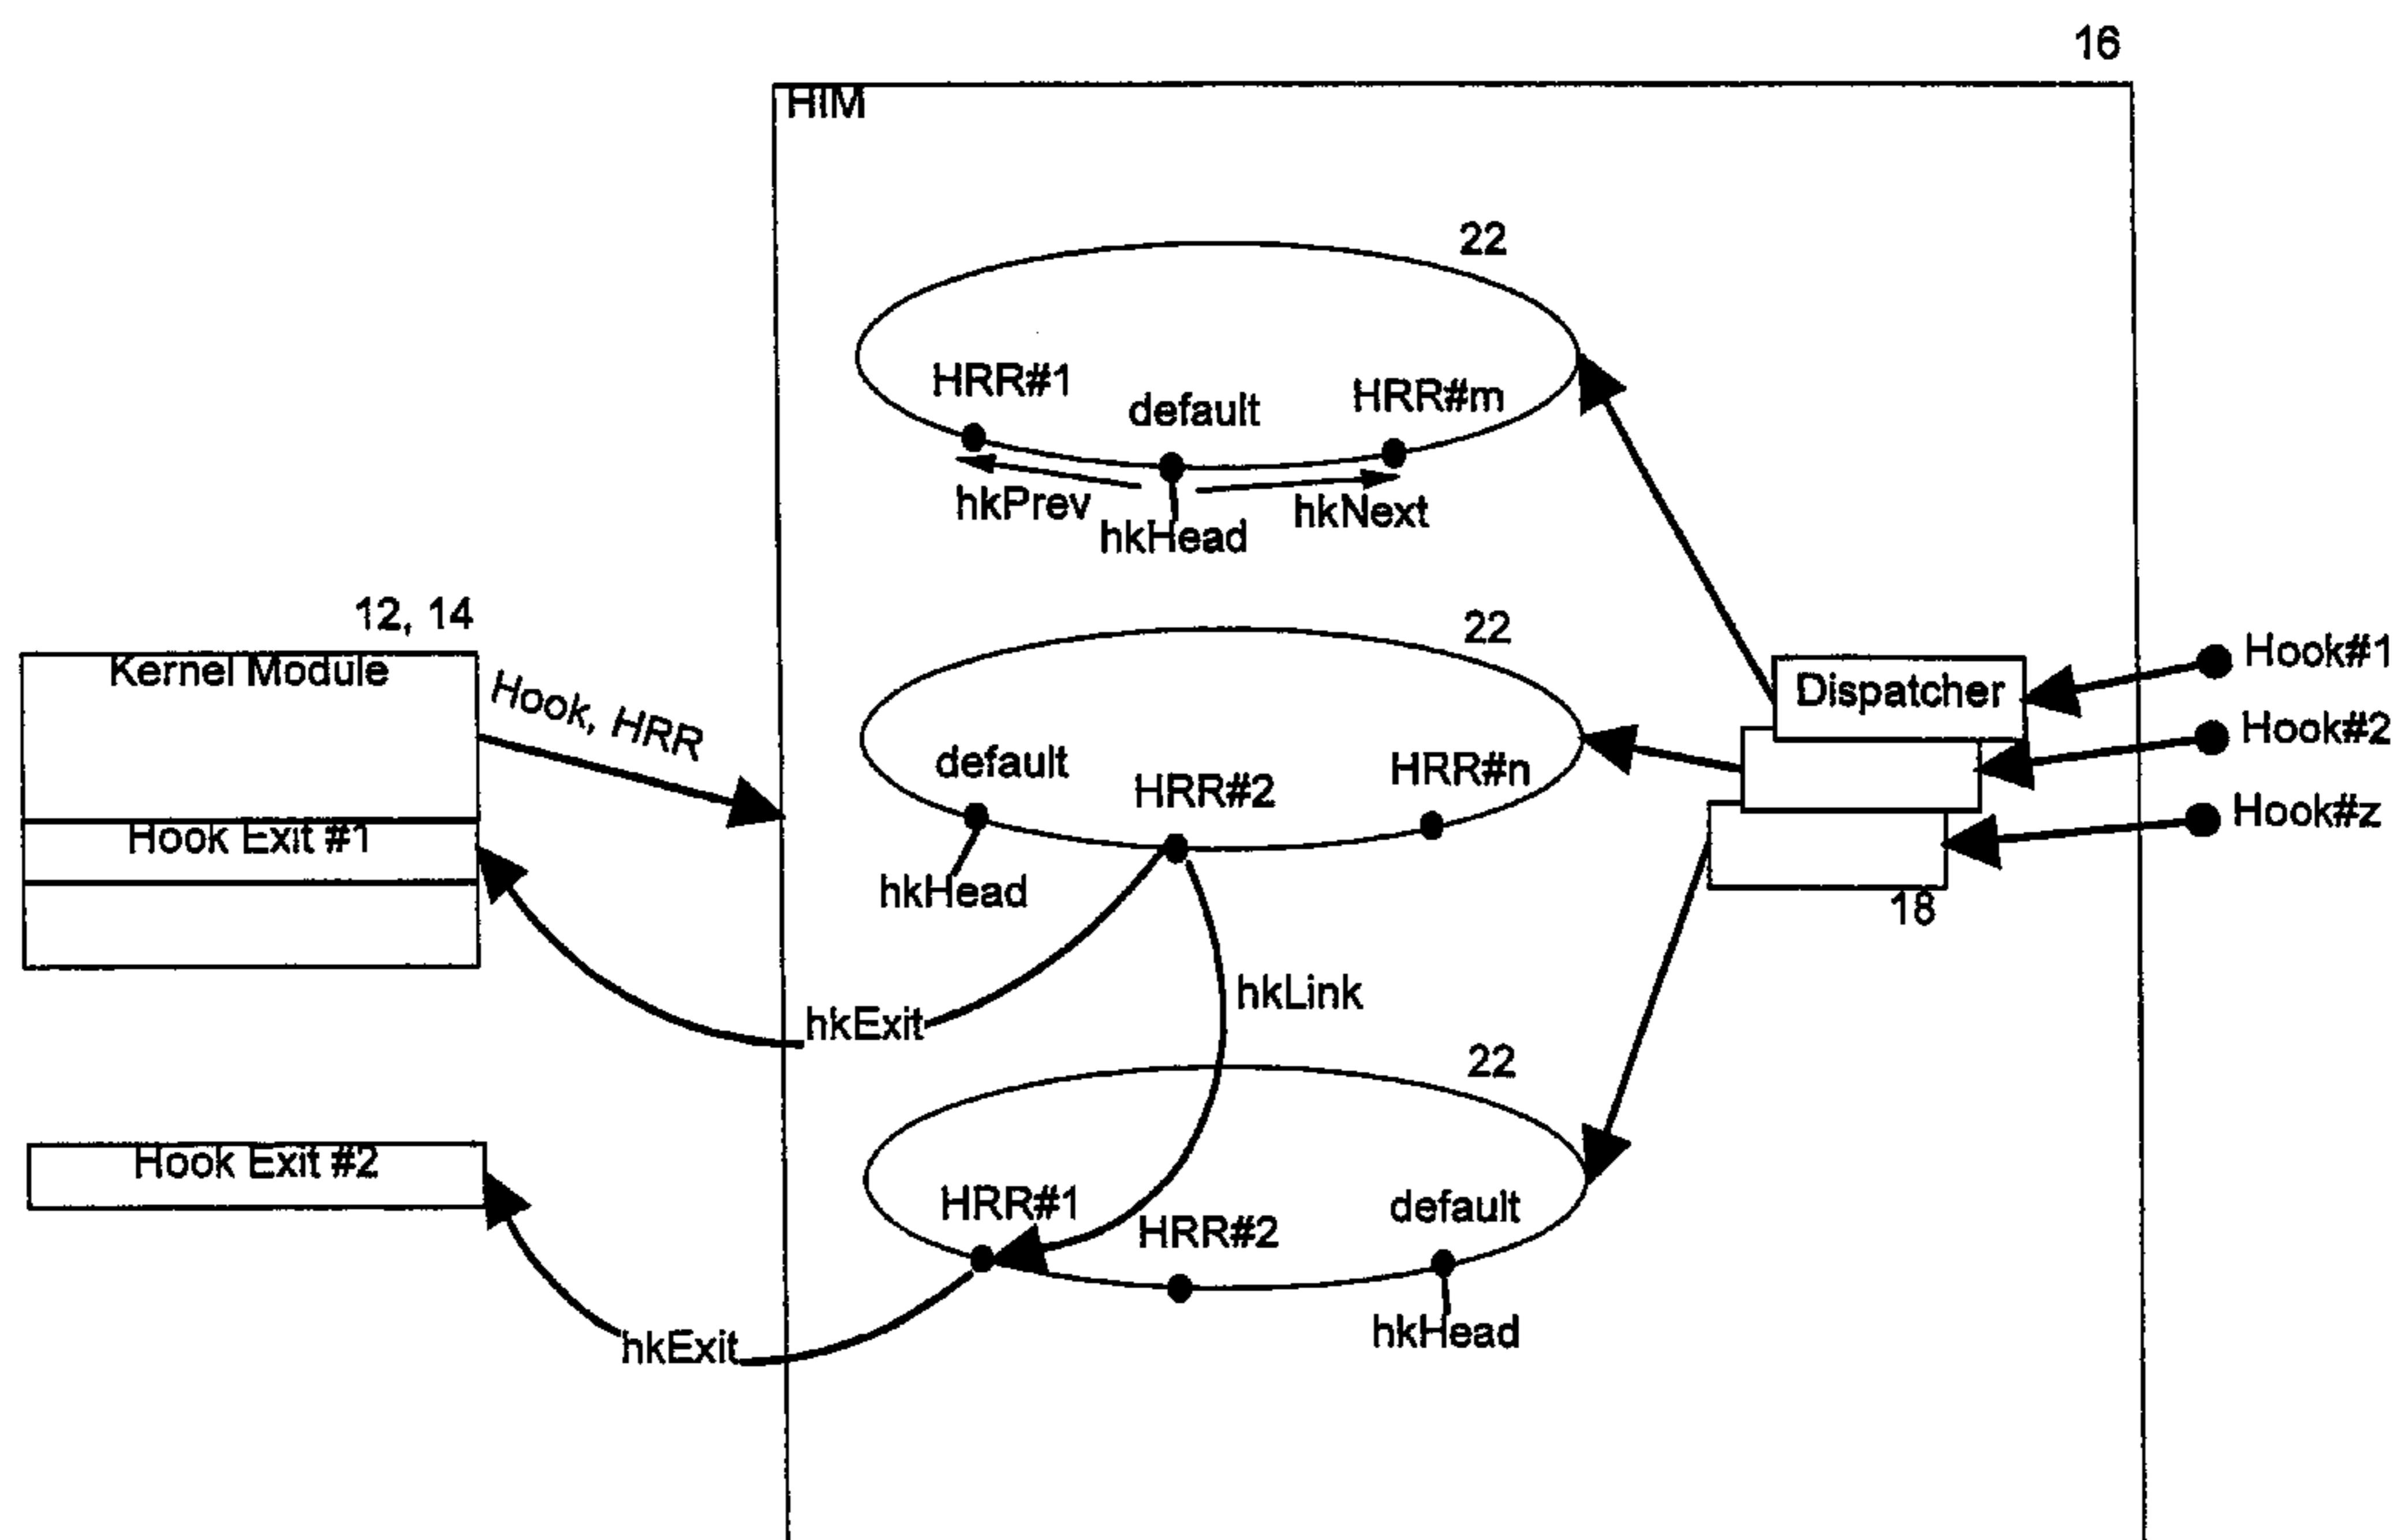 16
HIM
22
HRR#1
default
HRR#m
hkPrev
hkHead
hkNext
12, 14
Kernel Module
Hook, HRR
Hook Exit #1
22
default
HRR#2
HRR#n
hkHead
Dispatcher
Hook#1
Hook#2
Hook#z
18
hkLink
hkExit
22
Hook Exit #2
HRR#1
HRR#2
default
hkHead
hkExit